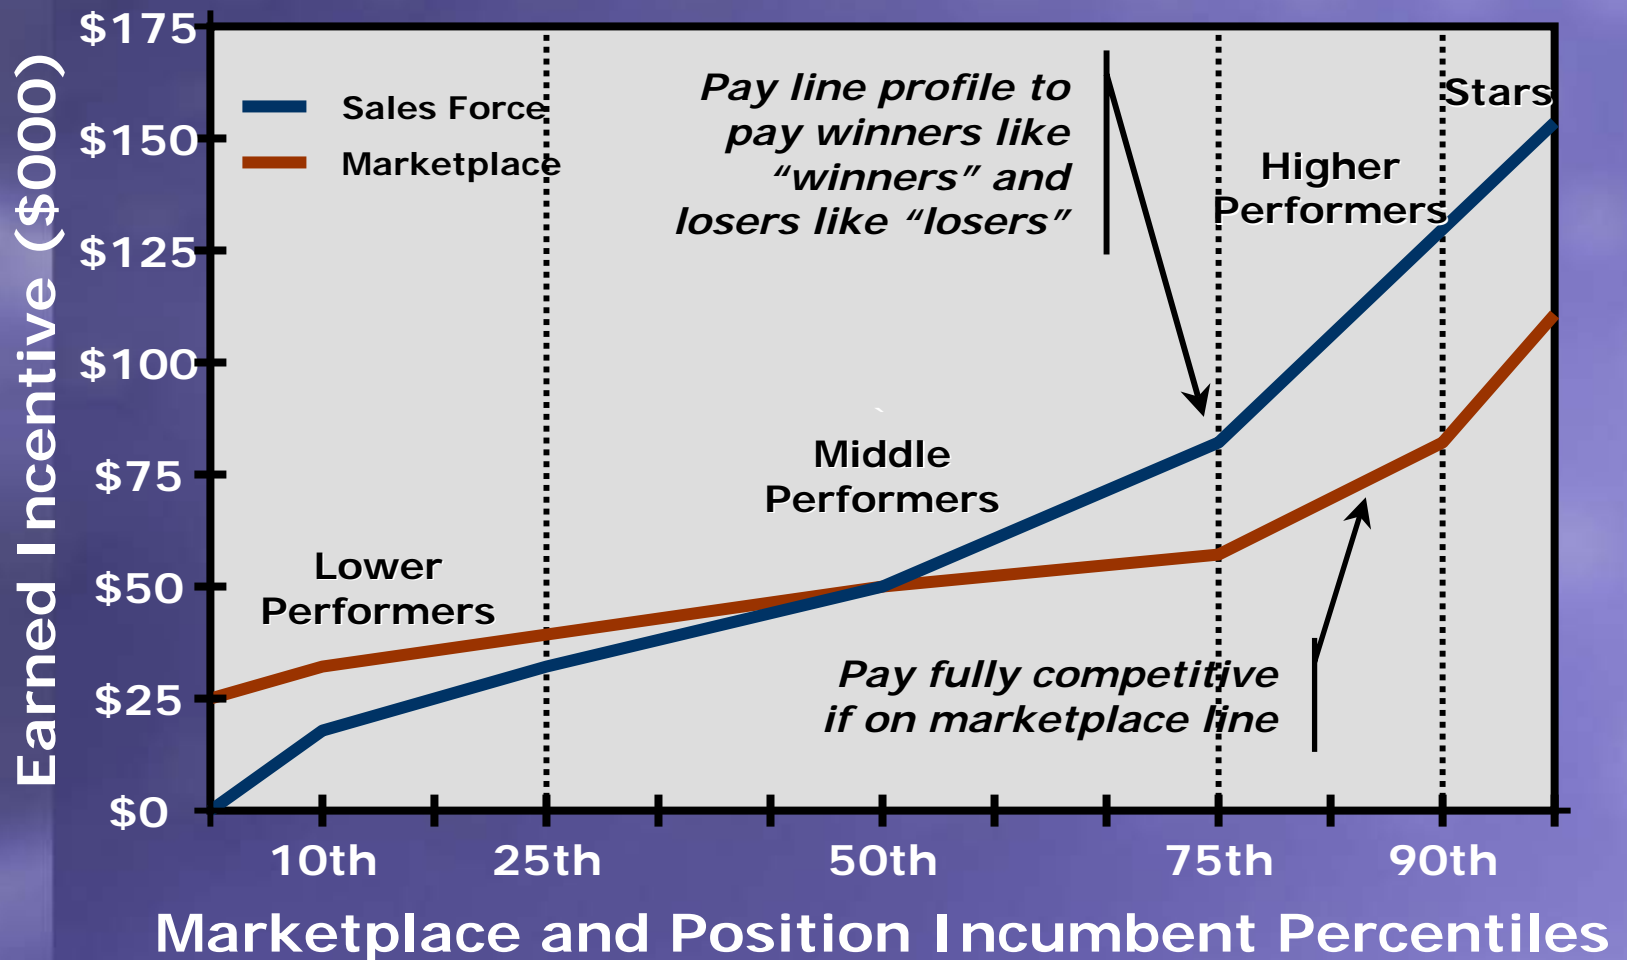 Earned Incentive ($000)
$175
$150
$125
$100
$75
$50
$25
$0
Sales Force
Marketplace
Pay line profile to
pay winners like
“winners” and
losers like “losers”
Stars
Higher
Performers
Middle
Performers
Lower
Performers
Pay fully competitive
if on marketplace line
10th 25th 50th 75th 90th
Marketplace and Position Incumbent Percentiles